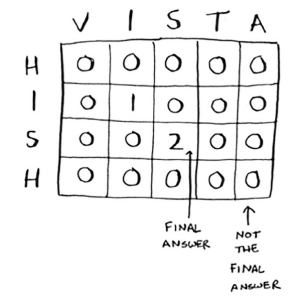 V I S T A
H 0 0 0 0 0
I 0 1 0 0 0
S 0 0 2 0 0
H 0 0 0 0 0
FINAL
ANSWER
NOT
THE
FINAL
ANSWER